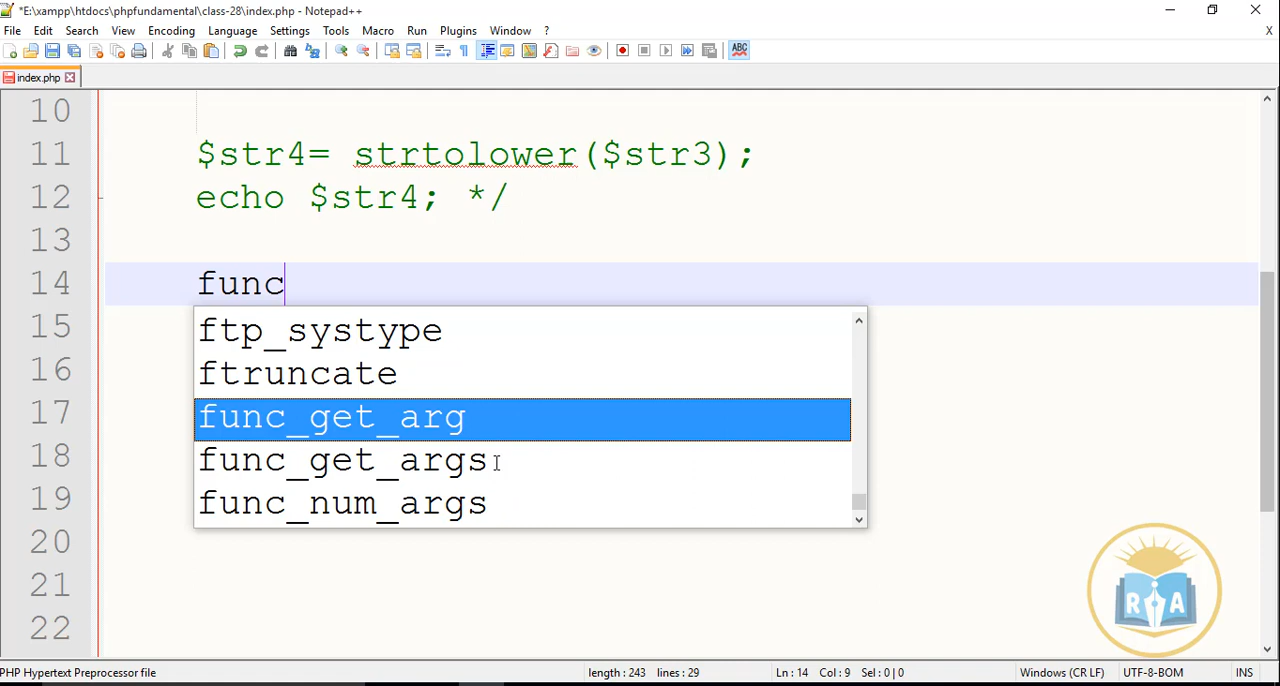 *E:\xampp\htdocs\phpfundamental\class-28\index.php - Notepad++
File Edit Search View Encoding Language Settings Tools Macro Run Plugins Window ? X
ABC
index.php
10
11 $str4= strtolower($str3);
12 echo $str4; */
13
14 func
15 ftp_systype
16 ftruncate
17 func_get_arg
18 func_get_args
19 func_num_args
20
21
22
R A
PHP Hypertext Preprocessor file length : 243 lines : 29 Ln : 14 Col : 9 Sel : 0 | 0 Windows (CR LF) UTF-8-BOM INS